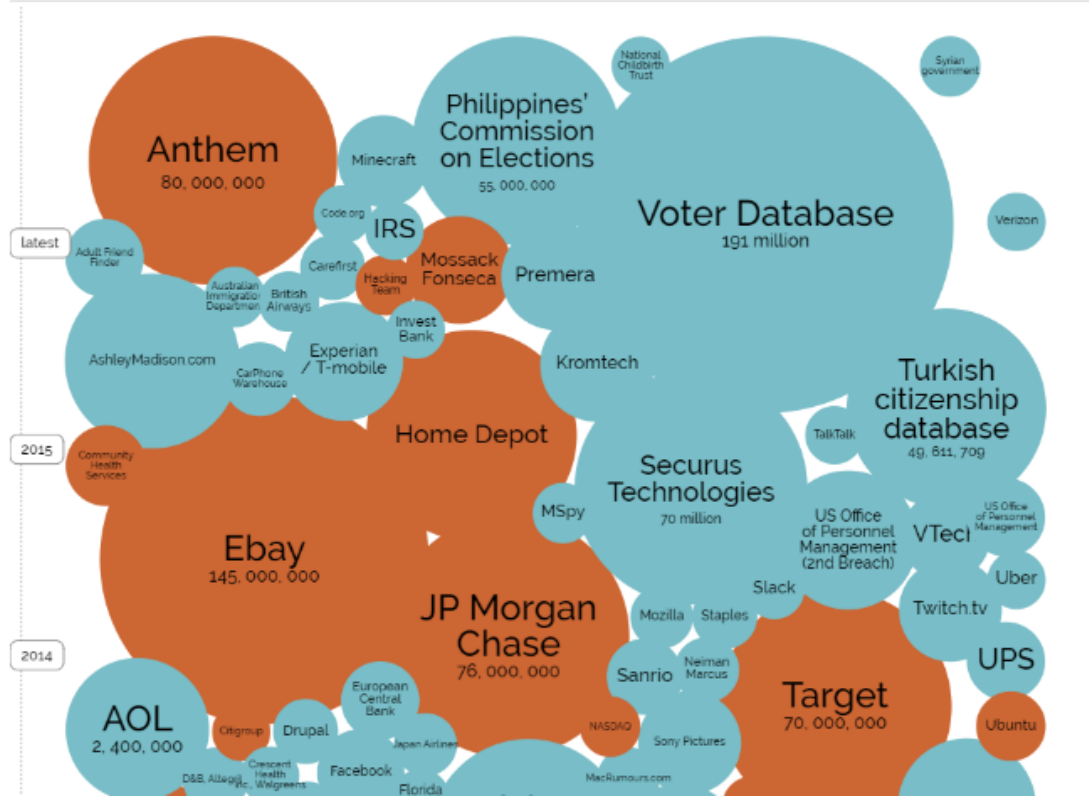 National
Childbirth
Trust
Syrian
government
Philippines'
Commission
on Elections
55, 000, 000
Anthem
80, 000, 000
Minecraft
Voter Database
191 million
Code.org
IRS
Verizon
latest
Adult Friend
Finder
Carefirst
Hacking
Team
Mossack
Fonseca
Premera
Australian
Immigration
Departmen
British
Airways
Invest
Bank
AshleyMadison.com
CarPhone
Warehouse
Experian
/ T-mobile
Kromtech
Turkish
citizenship
database
49, 611, 709
2015
Community
Health
Services
Home Depot
TalkTalk
Securus
Technologies
70 million
MSpy
US Office
of Personnel
Management
(2nd Breach)
VTech
US Office
of Personnel
Management
Ebay
145, 000, 000
Uber
Slack
Twitch.tv
JP Morgan
Chase
76, 000, 000
Mozilla
Staples
2014
UPS
Sanrio
Neiman
Marcus
Target
70, 000, 000
European
Central
Bank
AOL
2, 400, 000
Citigroup
Drupal
NASDAQ
Ubuntu
Japan Airlines
Sony Pictures
D&B, Altegrity
Crescent
Health
Inc., Walgreens
Facebook
MacRumours.com
Florida